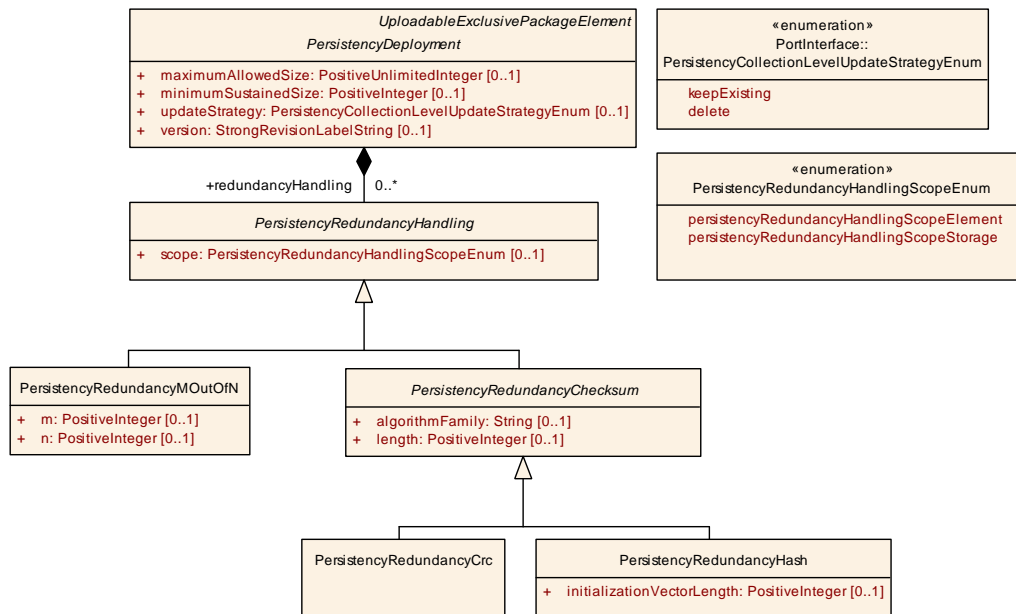 UploadableExclusivePackageElement
PersistencyDeployment
+ maximumAllowedSize: PositiveUnlimitedInteger [0..1]
+ minimumSustainedSize: PositiveInteger [0..1]
+ updateStrategy: PersistencyCollectionLevelUpdateStrategyEnum [0..1]
+ version: StrongRevisionLabelString [0..1]
«enumeration»
PortInterface::
PersistencyCollectionLevelUpdateStrategyEnum
keepExisting
delete
+redundancyHandling 0..*
«enumeration»
PersistencyRedundancyHandlingScopeEnum
persistencyRedundancyHandlingScopeElement
persistencyRedundancyHandlingScopeStorage
PersistencyRedundancyHandling
+ scope: PersistencyRedundancyHandlingScopeEnum [0..1]
PersistencyRedundancyMOutOfN
+ m: PositiveInteger [0..1]
+ n: PositiveInteger [0..1]
PersistencyRedundancyChecksum
+ algorithmFamily: String [0..1]
+ length: PositiveInteger [0..1]
PersistencyRedundancyCrc
PersistencyRedundancyHash
+ initializationVectorLength: PositiveInteger [0..1]